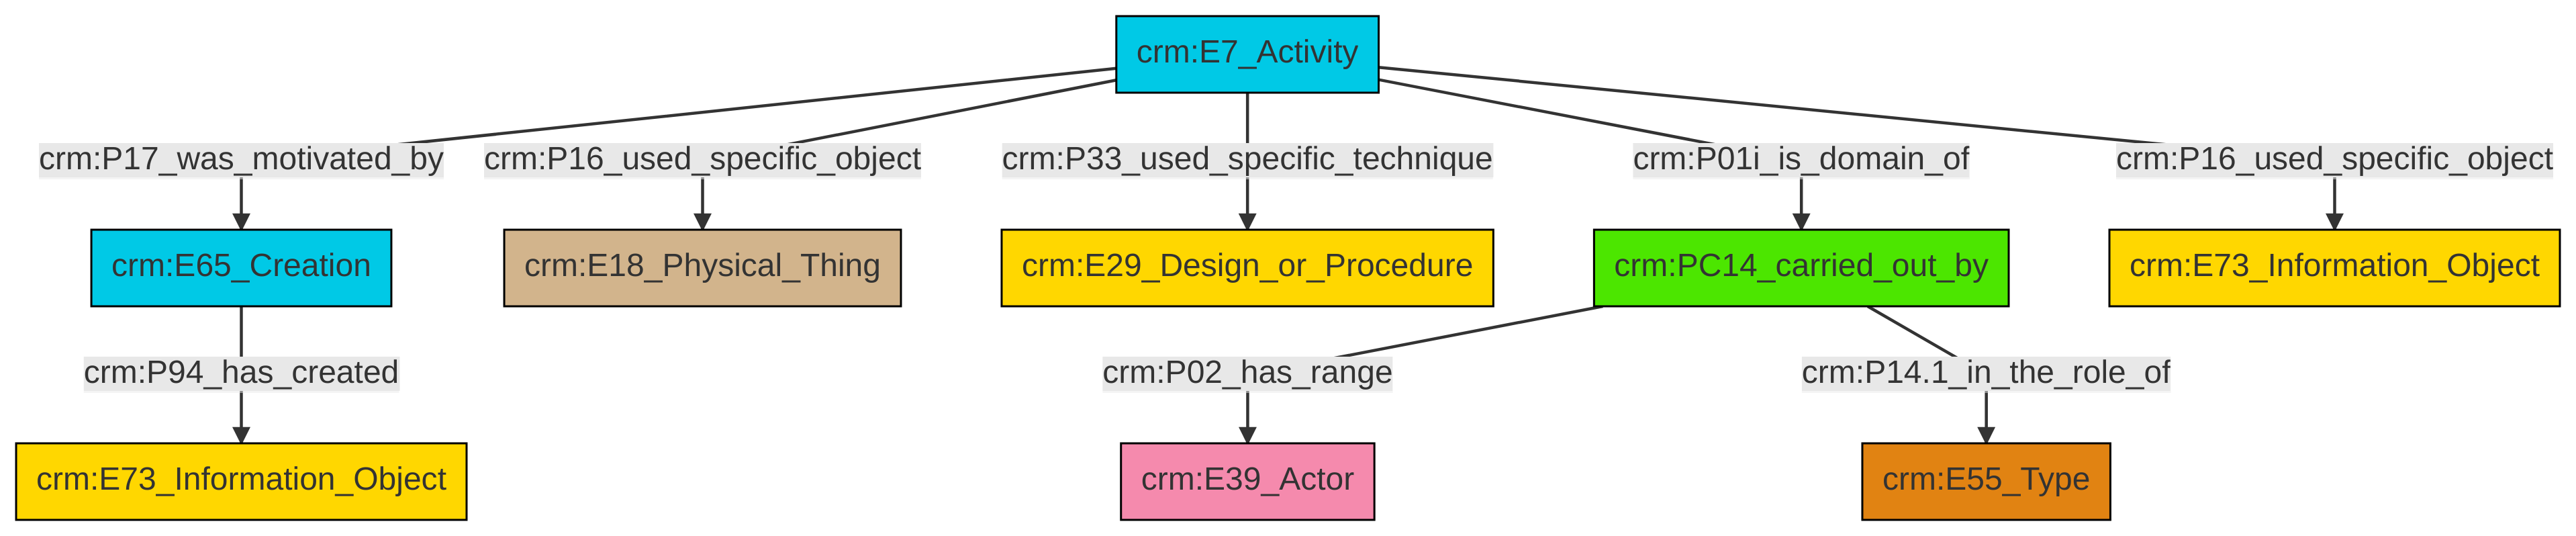 crm:E7_Activity
crm:P17_was_motivated_by
crm:P16_used_specific_object
crm:P33_used_specific_technique
crm:P01i_is_domain_of
crm:P16_used_specific_object
crm:E65_Creation
crm:E18_Physical_Thing
crm:E29_Design_or_Procedure
crm:PC14_carried_out_by
crm:E73_Information_Object
crm:P94_has_created
crm:P02_has_range
crm:P14.1_in_the_role_of
crm:E73_Information_Object
crm:E39_Actor
crm:E55_Type